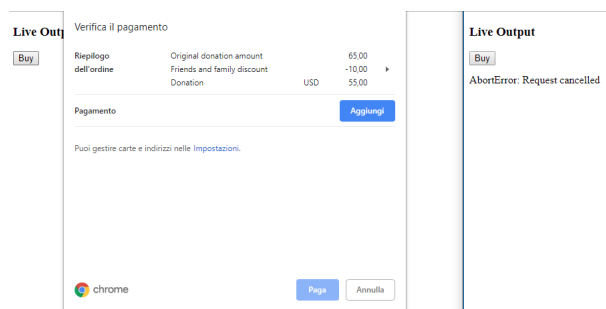 Live Outp
Buy
Verifica il pagamento
Riepilogo dell'ordine
Original donation amount 65,00
Friends and family discount -10,00
Donation USD 55,00
Pagamento Aggiungi
Puoi gestire carte e indirizzi nelle Impostazioni.
chrome
Paga Annulla
Live Output
Buy
AbortError: Request cancelled